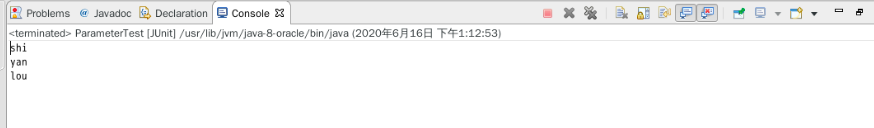 Problems @ Javadoc Declaration Console
<terminated> ParameterTest [JUnit] /usr/lib/jvm/java-8-oracle/bin/java (2020年6月16日 下午1:12:53)
shi
yan
lou